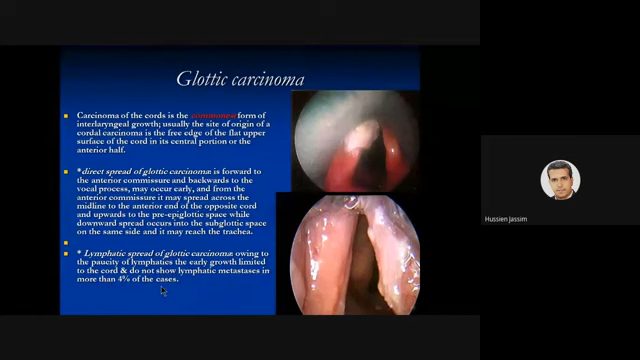 Glottic carcinoma
Carcinoma of the cords is the commonest form of
interlaryngeal growth; usually the site of origin of a
cordal carcinoma is the free edge of the flat upper
surface of the cord in its central portion or the
anterior half.
*direct spread of glottic carcinoma is forward to
the anterior commissure and backwards to the
vocal process, may occur early, and from the
anterior commissure it may spread across the
midline to the anterior end of the opposite cord
and upwards to the pre-epiglottic space while
downward spread occurs into the subglottic space
on the same side and it may reach the trachea.
* Lymphatic spread of glottic carcinoma: owing to
the paucity of lymphatics the early growth limited
to the cord & do not show lymphatic metastases in
more than 4% of the cases.
Hussien Jassim